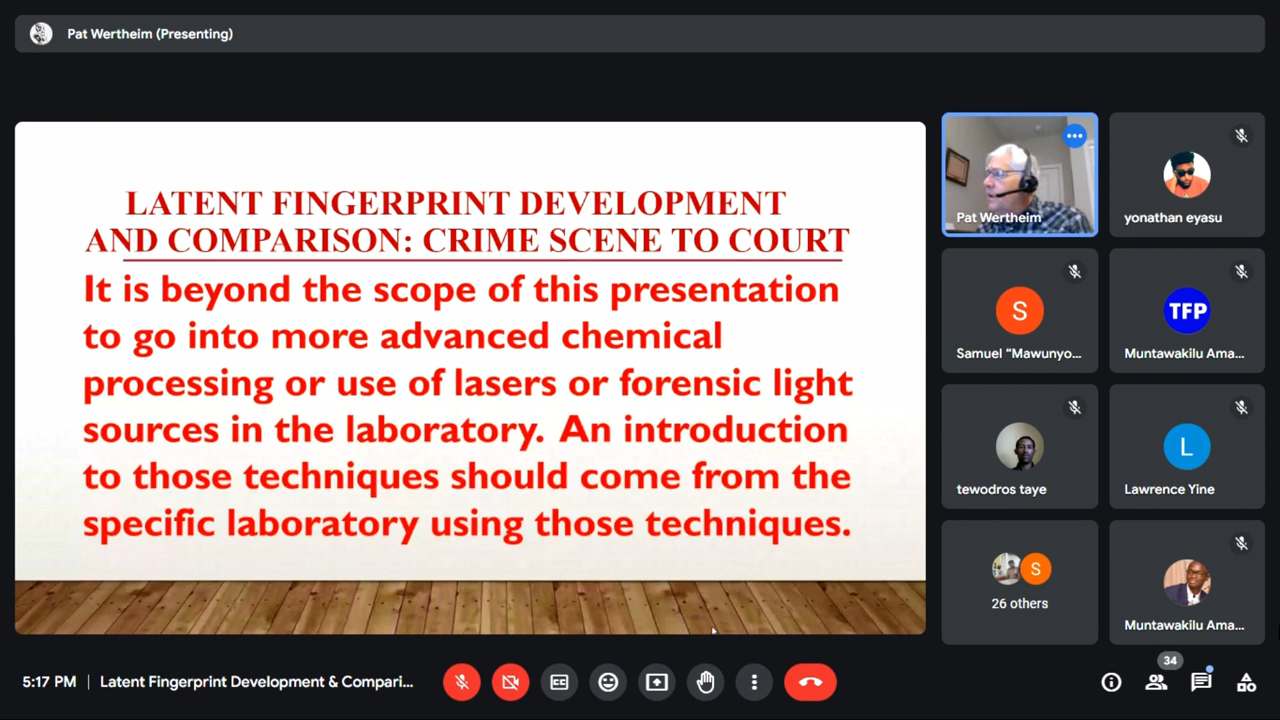 Pat Wertheim (Presenting)
LATENT FINGERPRINT DEVELOPMENT
AND COMPARISON: CRIME SCENE TO COURT
It is beyond the scope of this presentation
to go into more advanced chemical
processing or use of lasers or forensic light
sources in the laboratory. An introduction
to those techniques should come from the
specific laboratory using those techniques.
Pat Wertheim
yonathan eyasu
S
Samuel “Mawunyo...
TFP
Muntawakilu Ama...
tewodros taye
L
Lawrence Yine
S
26 others
Muntawakilu Ama...
5:17 PM | Latent Fingerprint Development & Compari...
CC
34